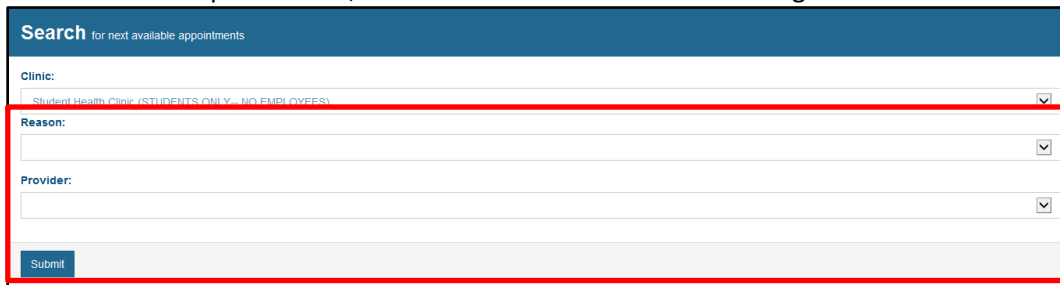 Search for next available appointments
Clinic:
Student Health Clinic (STUDENTS ONLY-- NO EMPLOYEES)
Reason:
Provider:
Submit